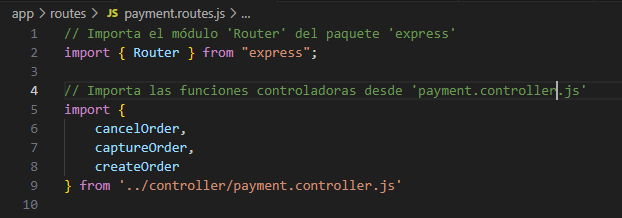 app > routes > JS payment.routes.js > ...
1 // Importa el módulo 'Router' del paquete 'express'
2 import { Router } from "express";
3
4 // Importa las funciones controladoras desde 'payment.controller.js'
5 import {
6 cancelOrder,
7 captureOrder,
8 createOrder
9 } from '../controller/payment.controller.js'
10